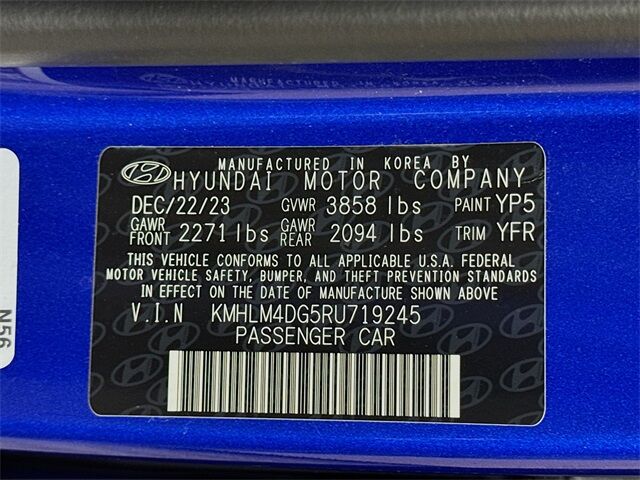 MANUFACTURED IN KOREA BY
HYUNDAI MOTOR COMPANY
DEC/22/23 GVWR 3858 lbs PAINT YP5
GAWR FRONT 2271 lbs GAWR REAR 2094 lbs TRIM YFR
THIS VEHICLE CONFORMS TO ALL APPLICABLE U.S.A. FEDERAL
MOTOR VEHICLE SAFETY, BUMPER, AND THEFT PREVENTION STANDARDS
IN EFFECT ON THE DATE OF MANUFACTURE SHOWN ABOVE
V.I.N KMHLM4DG5RU719245
PASSENGER CAR
N56